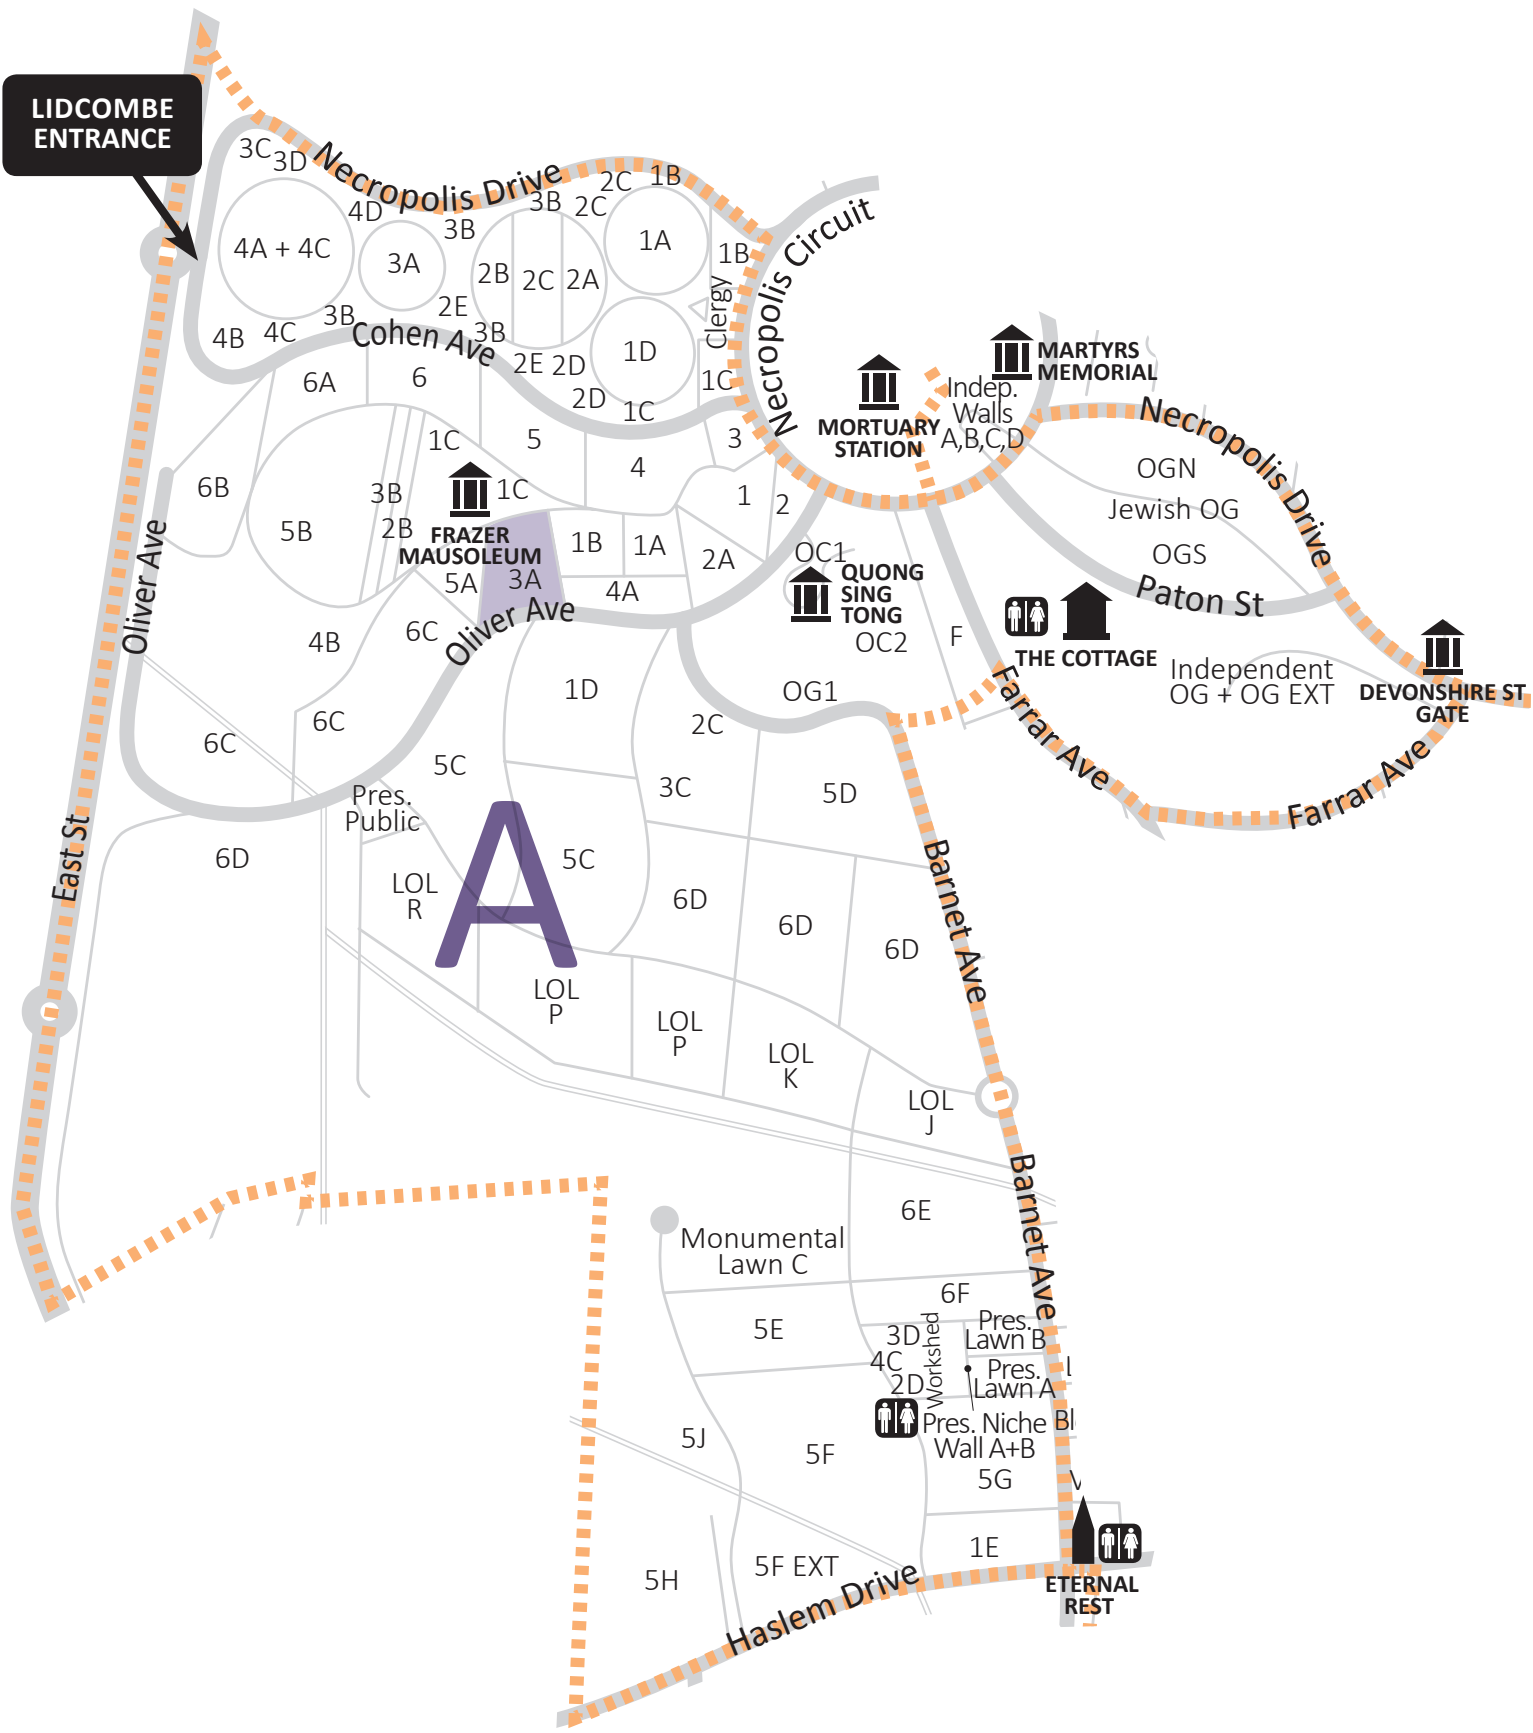 LIDCOMBE
ENTRANCE
Necropolis Drive
3C
3D
4D
3B
3B
2C
2C
1B
4A + 4C
3A
2B
2C
2A
1A
1B
Clergy
Necropolis Circuit
4B
4C
3B
2E
3B
Cohen Ave
2E
2D
1D
2D
1C
1C
6A
6
1C
5
4
3
MARTYRS
MEMORIAL
MORTUARY
STATION
Indep.
Walls
A,B,C,D
Necropolis Drive
OGN
Jewish OG
OGS
Paton St
6B
5B
3B
2B
1C
FRAZER
MAUSOLEUM
5A
3A
1B
1A
4A
2A
1
2
OC1
QUONG
SING
TONG
OC2
F
THE COTTAGE
Independent
OG + OG EXT
DEVONSHIRE ST
GATE
Farrar Ave
Farrar Ave
Oliver Ave
Oliver Ave
4B
6C
6C
6C
1D
OG1
2C
5C
3C
5D
Pres.
Public
A
East St
6D
LOL
R
5C
6D
6D
6D
Barnet Ave
LOL
P
LOL
P
LOL
K
LOL
J
Barnet Ave
6E
Monumental
Lawn C
6F
5E
3D
4C
2D
Workshed
Pres.
Lawn B
Pres.
Lawn A
Pres. Niche
Wall A+B
Bl
5J
5F
5G
1E
5H
5F EXT
Haslem Drive
ETERNAL
REST